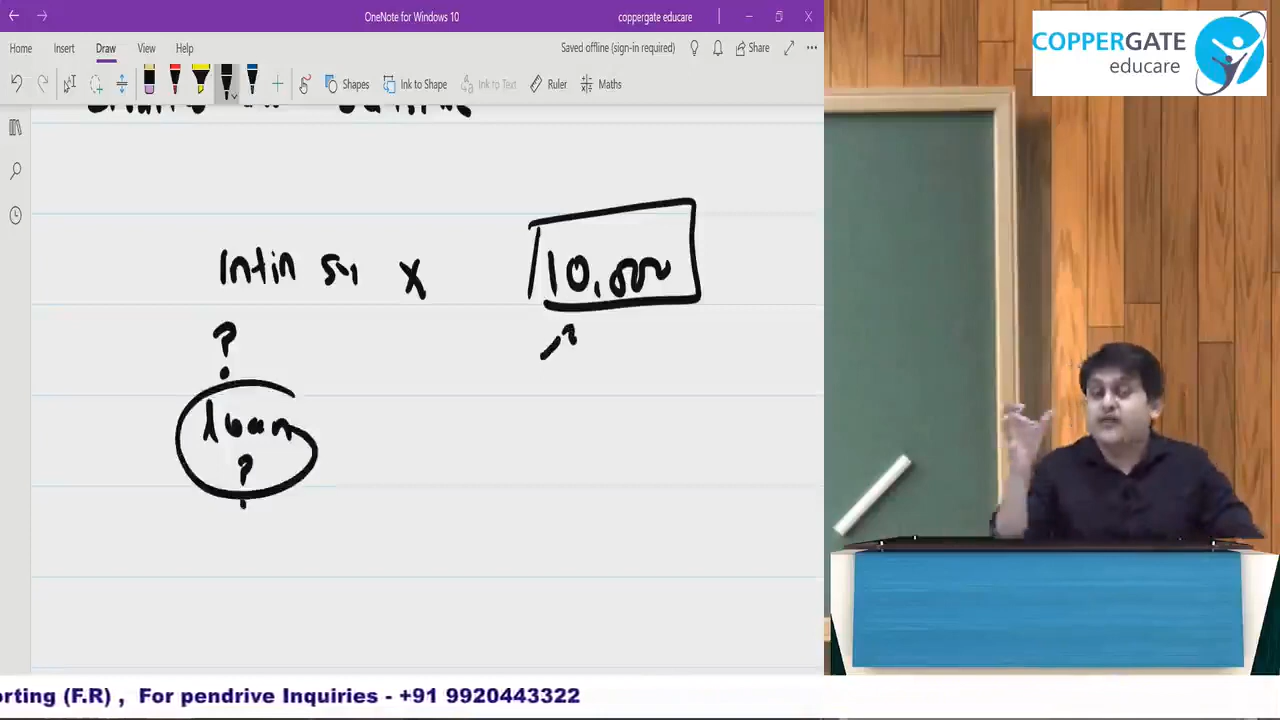 OneNote for Windows 10
coppergate educare
Home Insert Draw View Help
Saved offline (sign-in required)
Share
Shapes
Ink to Shape
Ink to Text
Ruler
Maths
COPPERGATE
educare
10,000
?
loan
?
?
orting (F.R) , For pendrive Inquiries - +91 9920443322